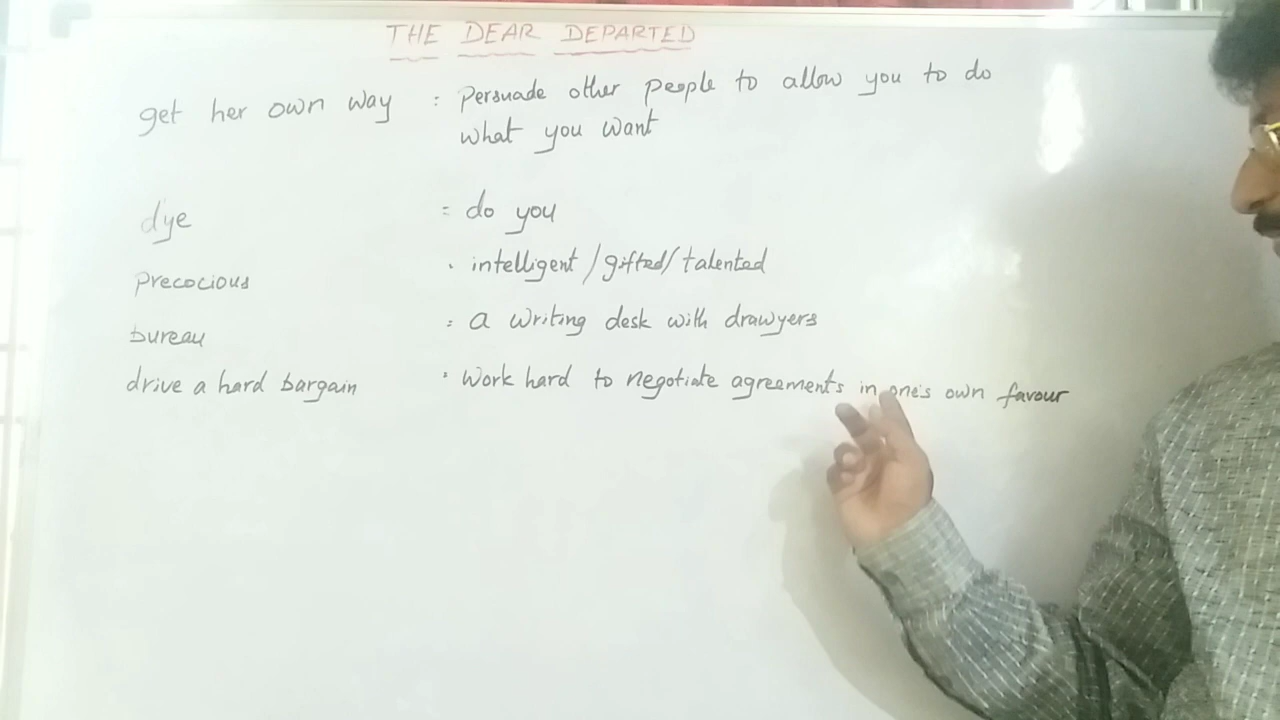 THE DEAR DEPARTED
get her own way : Persuade other people to allow you to do
what you want
dye = do you
precocious . intelligent / gifted / talented
bureau : a writing desk with drawyers
drive a hard bargain : work hard to negotiate agreements in one's own favour